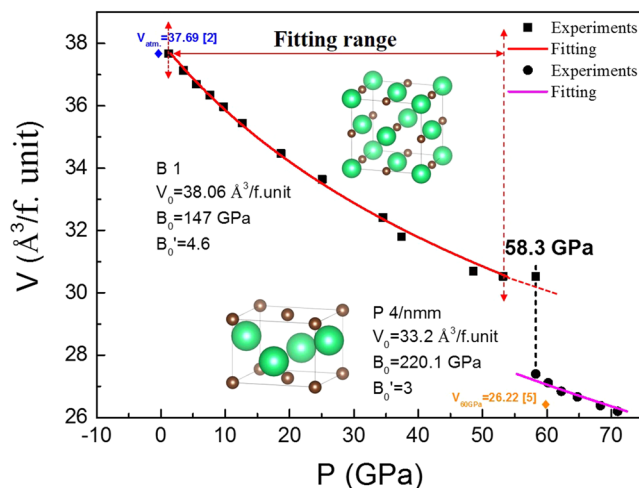 V_atm.=37.69 [2]
Fitting range
Experiments
Fitting
Experiments
Fitting
38
36
34
32
30
28
26
V (Å³/f. unit)
B 1
V₀=38.06 Å³/f.unit
B₀=147 GPa
B₀'=4.6
58.3 GPa
P 4/nmm
V₀=33.2 Å³/f.unit
B₀=220.1 GPa
B₀'=3
V_60GPa=26.22 [5]
-10 0 10 20 30 40 50 60 70
P (GPa)